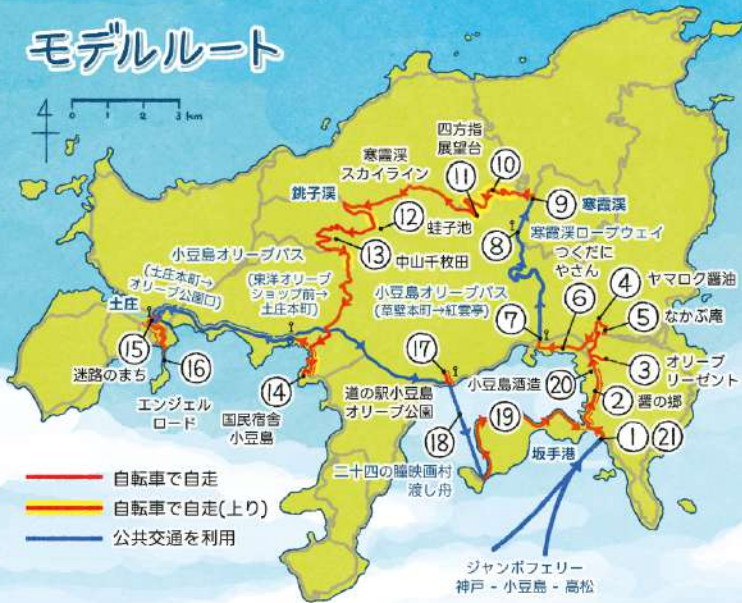 モデルルート
4
0 1 2 3 km
四方指
展望台
寒霞渓
スカイライン
銚子渓
⑩
⑪
⑨
寒霞渓
⑫
蛙子池
⑧
寒霞渓ロープウェイ
つくだに
やさん
⑬
中山千枚田
小豆島オリーブバス
(土庄本町→
オリーブ公園口)
(東洋オリーブ
ショップ前→
土庄本町)
小豆島オリーブバス
(草壁本町→紅雲亭)
④
ヤマロク醤油
⑥
⑤
なかぶ庵
⑦
土庄
⑮
迷路のまち
⑯
エンジェル
ロード
⑭
国民宿舎
小豆島
⑰
道の駅小豆島
オリーブ公園
小豆島酒造
⑳
③
オリーブ
リーゼント
②
醤の郷
⑱
⑲
坂手港
①
㉑
二十四の瞳映画村
渡し舟
自転車で自走
自転車で自走(上り)
公共交通を利用
ジャンボフェリー
神戸 - 小豆島 - 高松